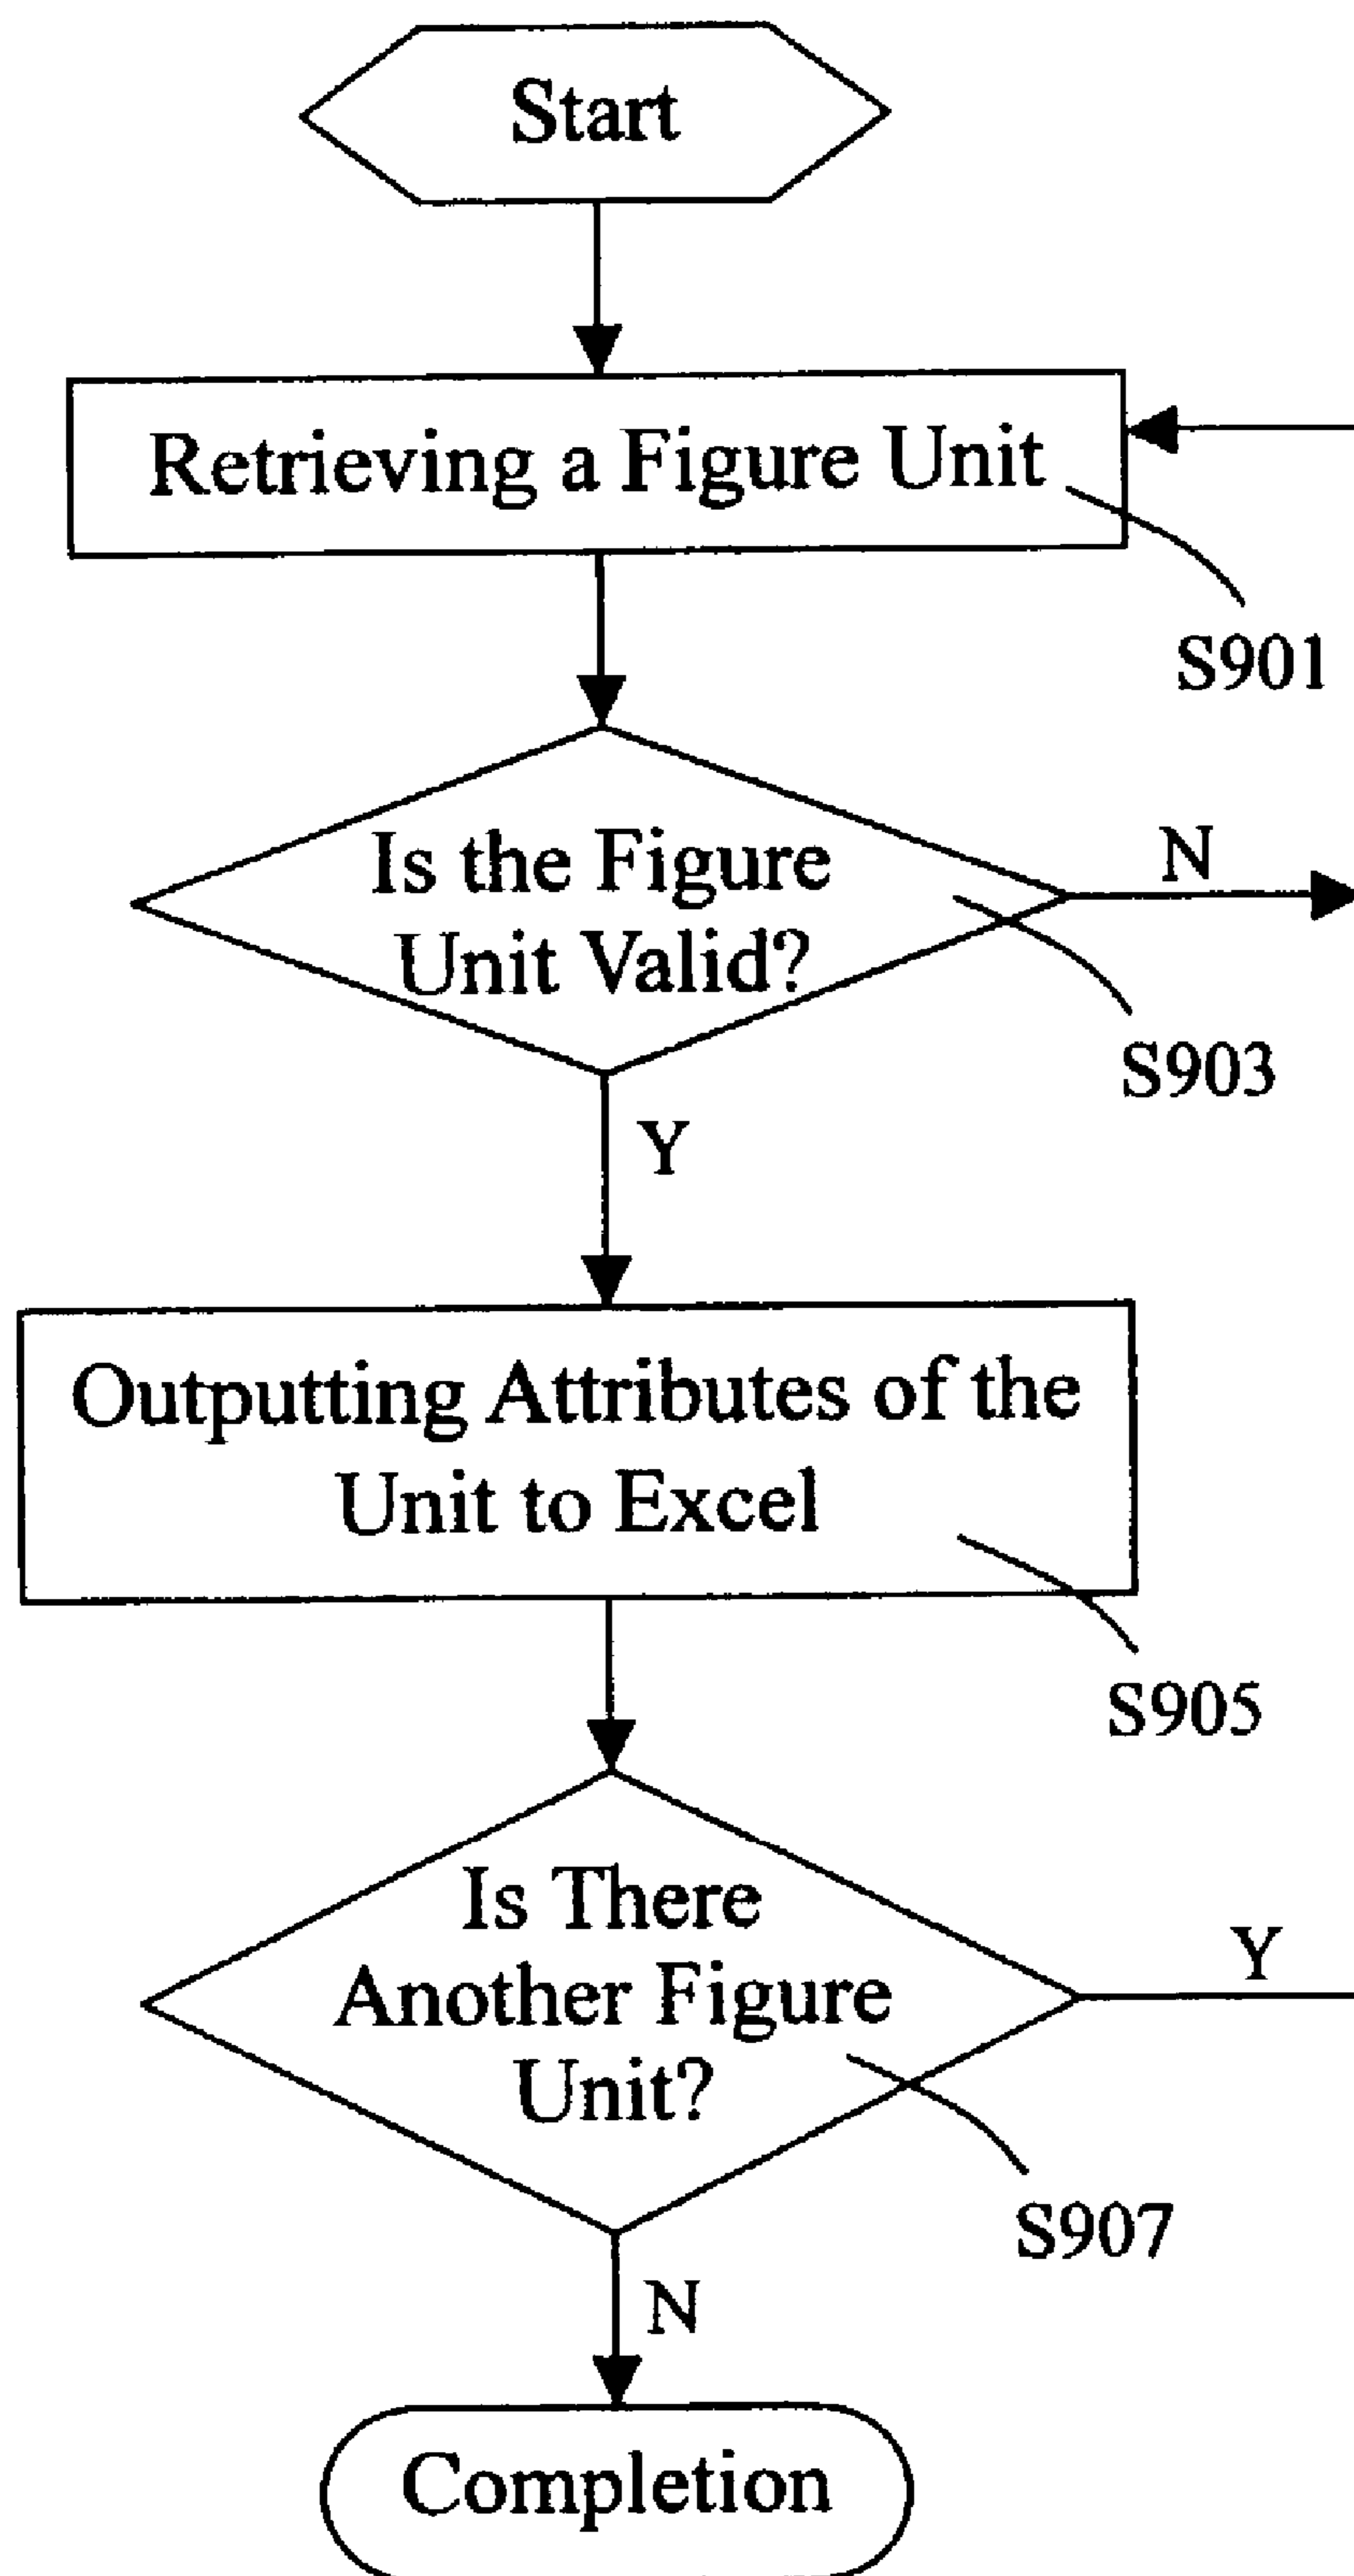 Start
Retrieving a Figure Unit
S901
Is the Figure
Unit Valid?
N
S903
Y
Outputting Attributes of the
Unit to Excel
S905
Is There
Another Figure
Unit?
Y
S907
N
Completion